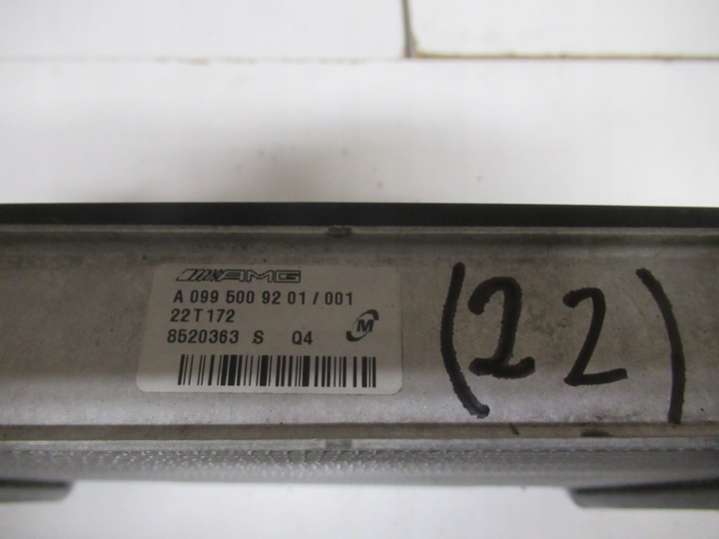 AMG
A 099 500 92 01 / 001
22T172
8520363 S Q4
M
(22)